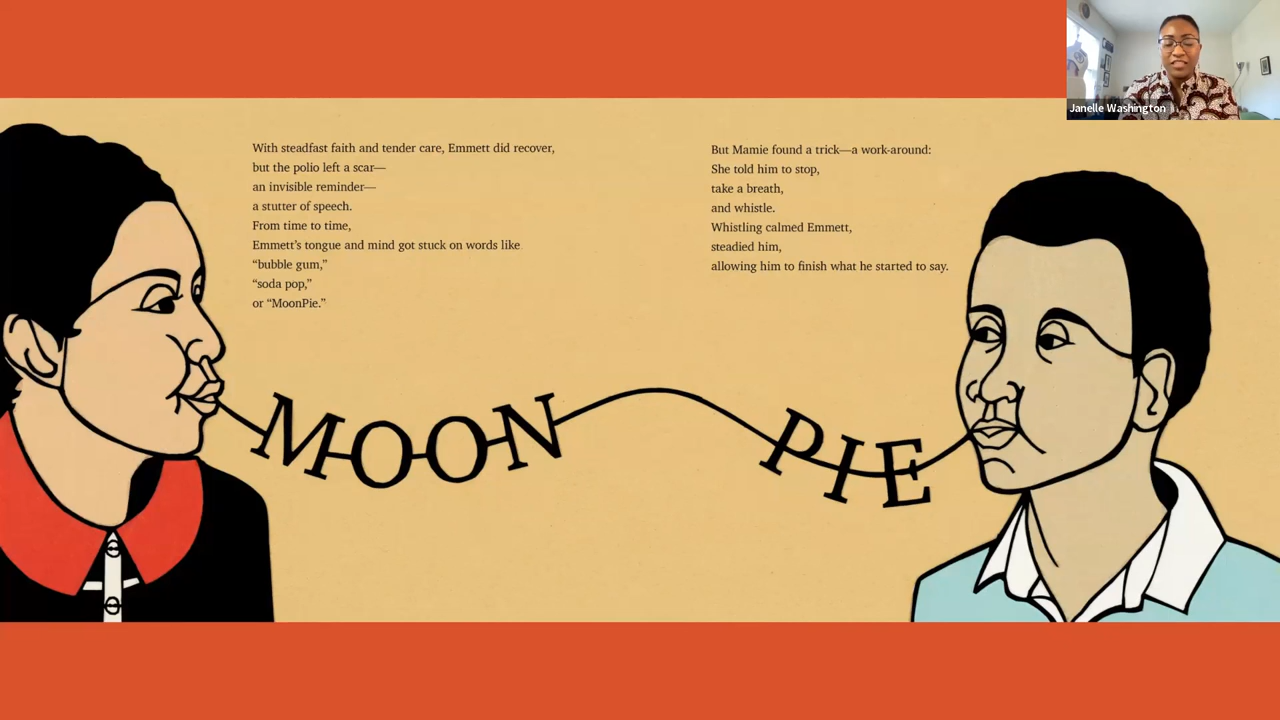 Janelle Washington
With steadfast faith and tender care, Emmett did recover,
but the polio left a scar—
an invisible reminder—
a stutter of speech.
From time to time,
Emmett’s tongue and mind got stuck on words like
“bubble gum,”
“soda pop,”
or “MoonPie.”
But Mamie found a trick—a work-around:
She told him to stop,
take a breath,
and whistle.
Whistling calmed Emmett,
steadied him,
allowing him to finish what he started to say.
MOON PIE